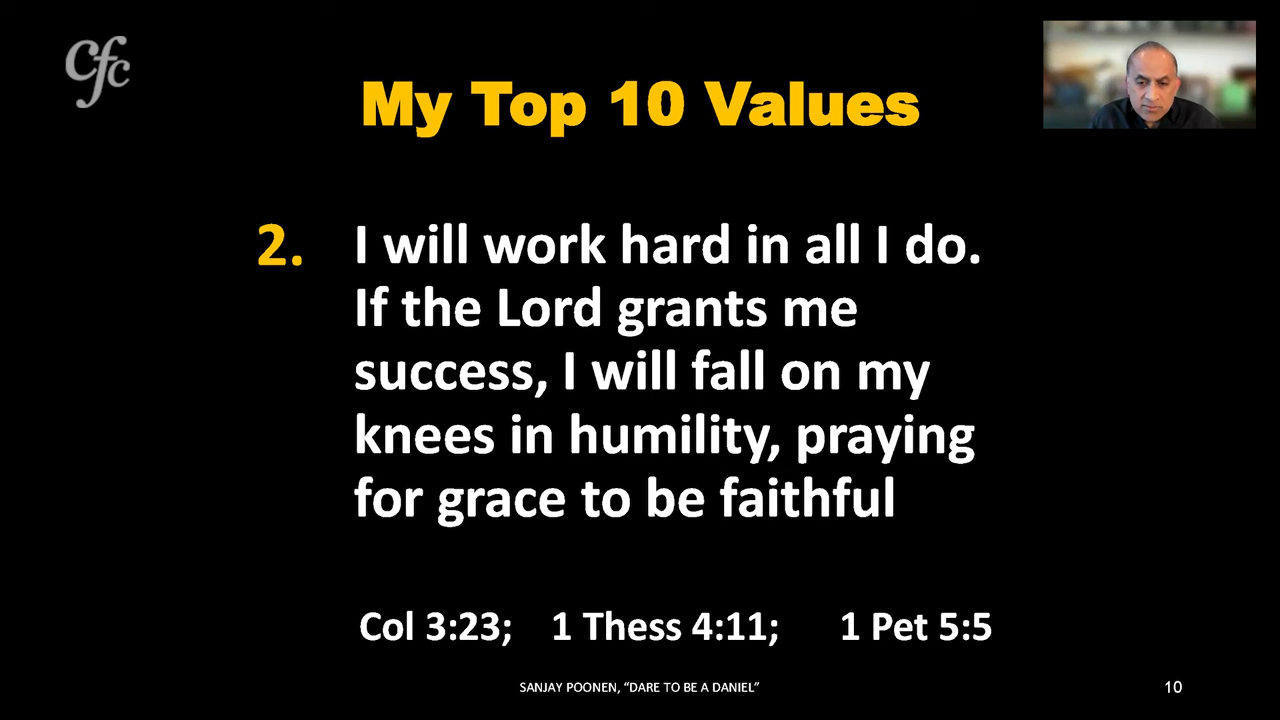 cfc
My Top 10 Values
2. I will work hard in all I do.
If the Lord grants me
success, I will fall on my
knees in humility, praying
for grace to be faithful
Col 3:23; 1 Thess 4:11; 1 Pet 5:5
SANJAY POONEN, “DARE TO BE A DANIEL”
10